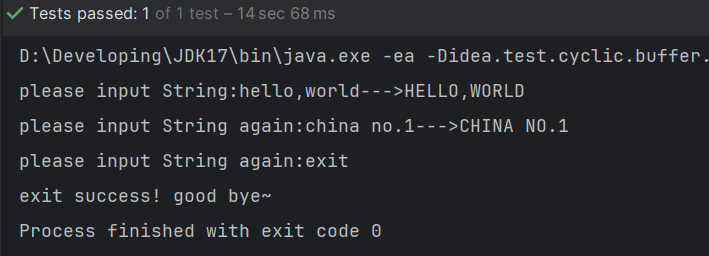 Tests passed: 1 of 1 test – 14 sec 68 ms
D:\Developing\JDK17\bin\java.exe -ea -Didea.test.cyclic.buffer.
please input String:hello,world--->HELLO,WORLD
please input String again:china no.1--->CHINA NO.1
please input String again:exit
exit success! good bye~
Process finished with exit code 0